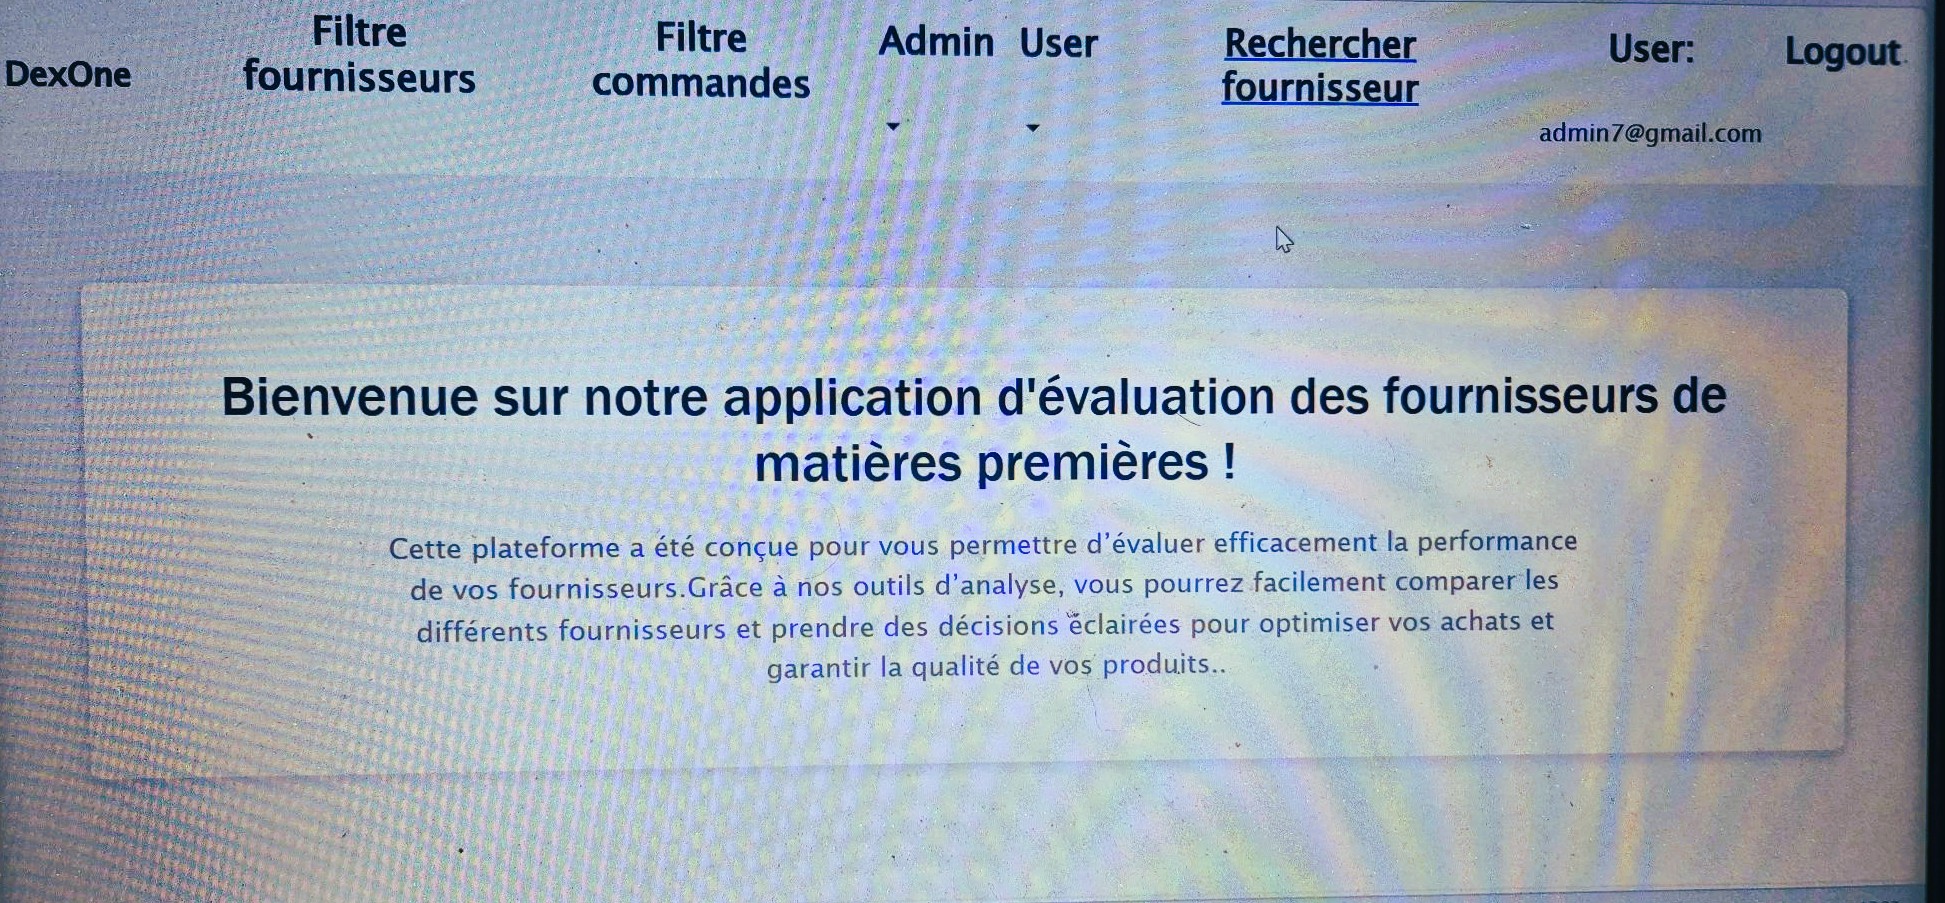 DexOne
Filtre
fournisseurs
Filtre
commandes
Admin
User
Rechercher
fournisseur
User:
admin7@gmail.com
Logout
Bienvenue sur notre application d'évaluation des fournisseurs de
matières premières !
Cette plateforme a été conçue pour vous permettre d’évaluer efficacement la performance
de vos fournisseurs.Grâce à nos outils d’analyse, vous pourrez facilement comparer les
différents fournisseurs et prendre des décisions éclairées pour optimiser vos achats et
garantir la qualité de vos produits..